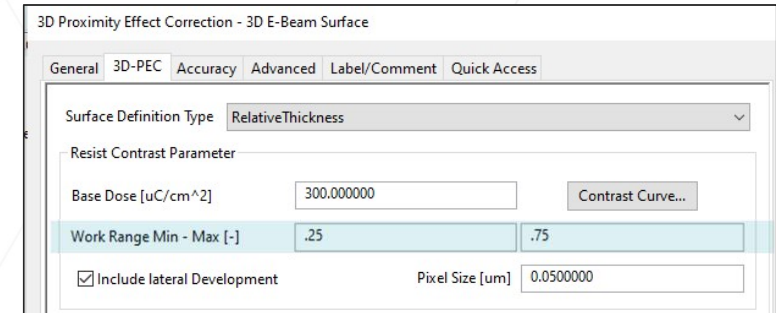 3D Proximity Effect Correction - 3D E-Beam Surface
General 3D-PEC Accuracy Advanced Label/Comment Quick Access
Surface Definition Type RelativeThickness
Resist Contrast Parameter
Base Dose [uC/cm^2] 300.000000 Contrast Curve...
Work Range Min - Max [-] .25 .75
Include lateral Development Pixel Size [um] 0.0500000